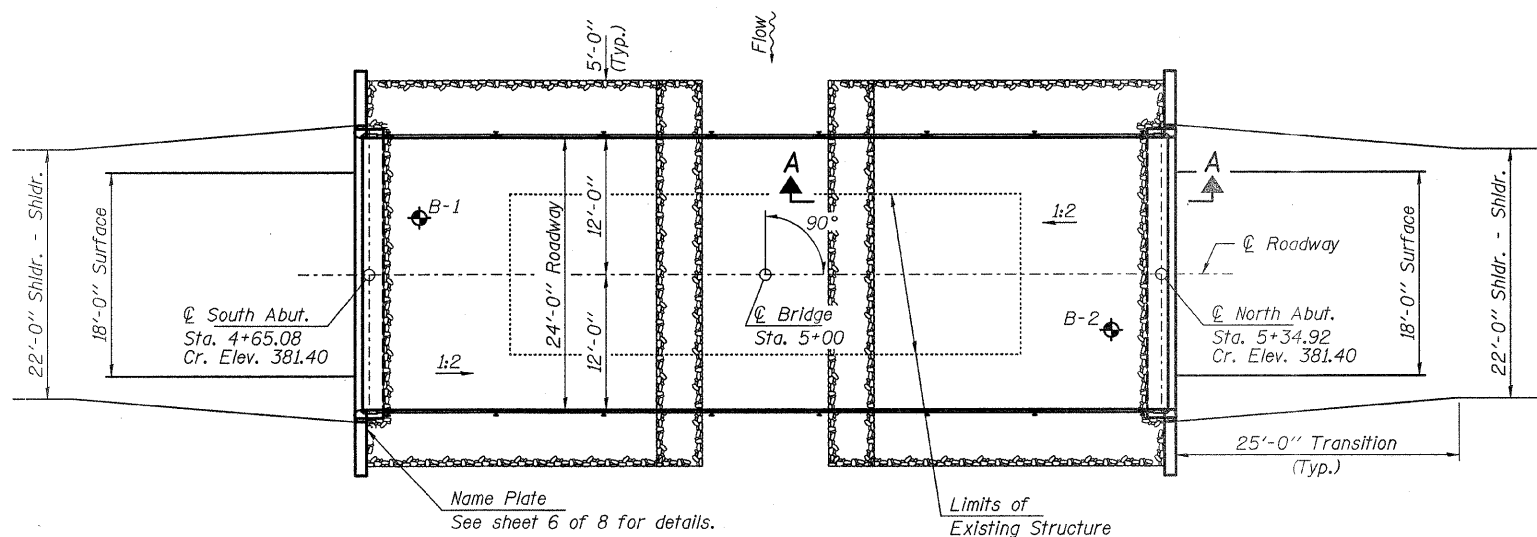 Flow
5'-0"
(Typ.)
22'-0" Shldr. - Shldr.
18'-0" Surface
B-1
24'-0" Roadway
12'-0"
12'-0"
A
90°
1:2
A
℄ Roadway
℄ South Abut.
Sta. 4+65.08
Cr. Elev. 381.40
1:2
℄ Bridge
Sta. 5+00
B-2
℄ North Abut.
Sta. 5+34.92
Cr. Elev. 381.40
18'-0" Surface
22'-0" Shldr. - Shldr.
25'-0" Transition
(Typ.)
Name Plate
See sheet 6 of 8 for details.
Limits of
Existing Structure